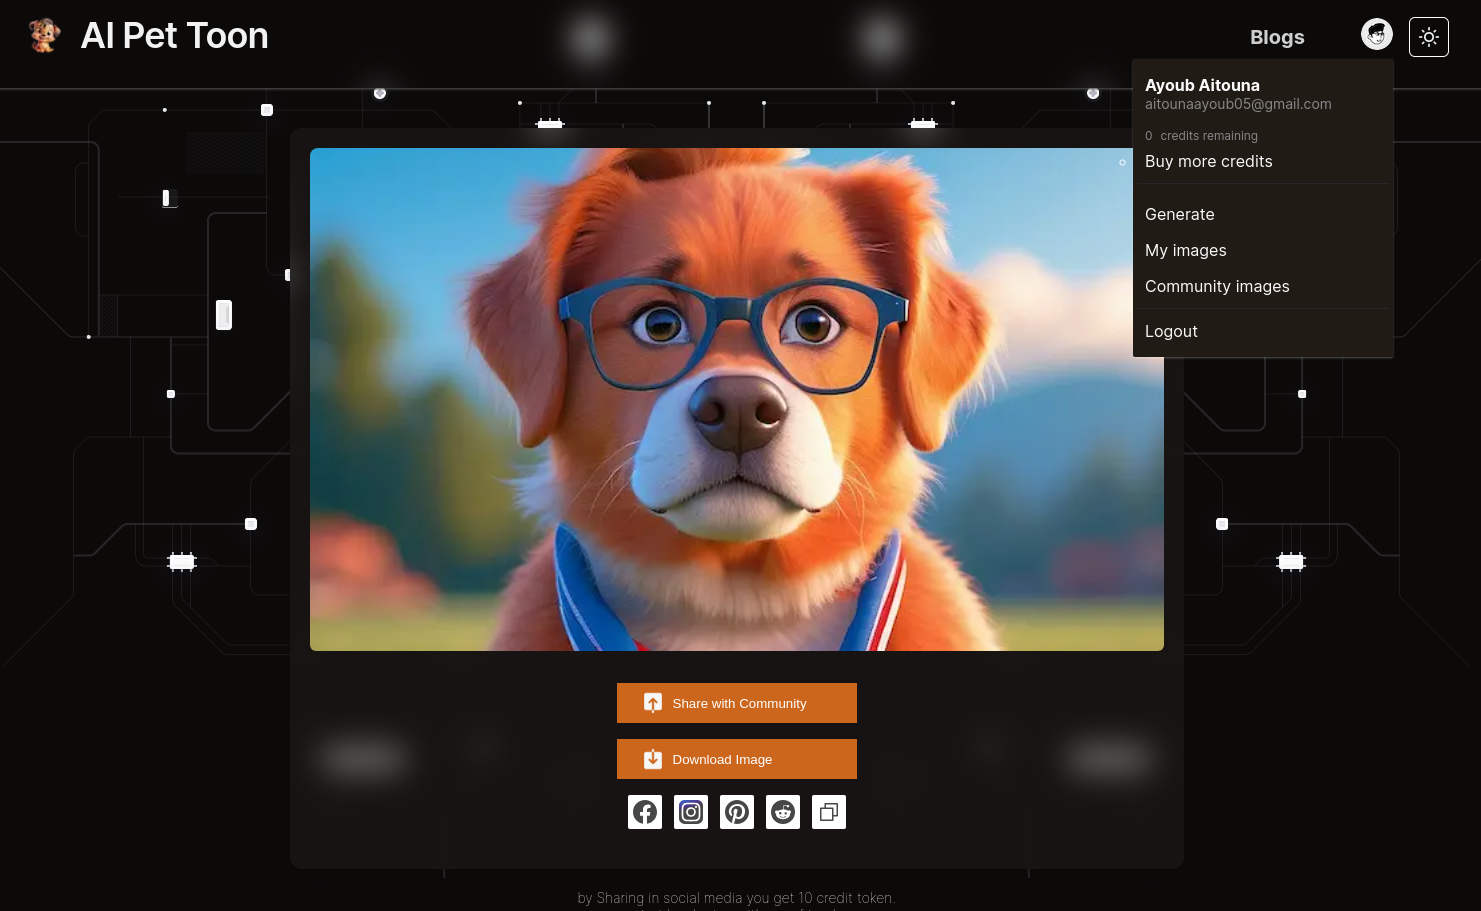 AI Pet Toon
Blogs
Ayoub Aitouna
aitounaayoub05@gmail.com
0 credits remaining
Buy more credits
Generate
My images
Community images
Logout
Share with Community
Download Image
by Sharing in social media you get 10 credit token.